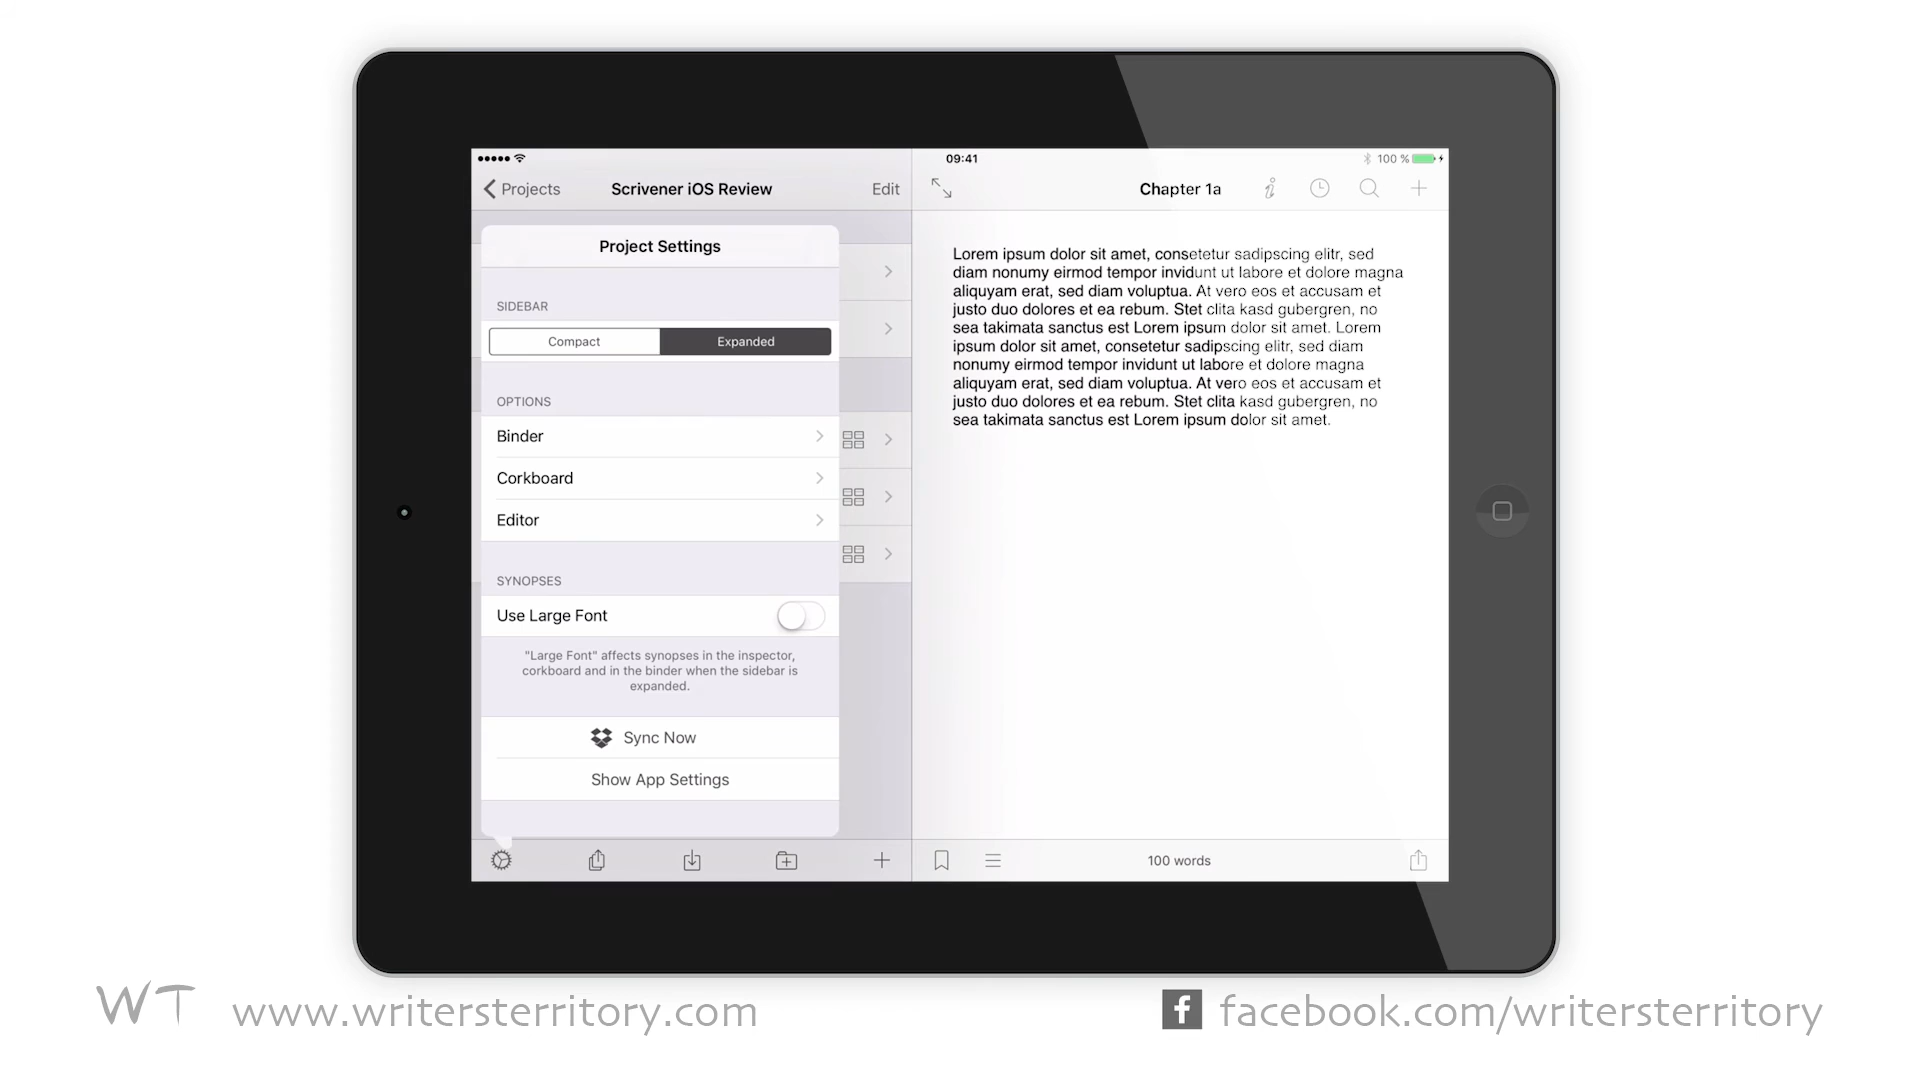 09:41
100 %
Projects
Scrivener iOS Review
Edit
Chapter 1a
Project Settings
SIDEBAR
Compact
Expanded
OPTIONS
Binder
Corkboard
Editor
SYNOPSES
Use Large Font
"Large Font" affects synopses in the inspector,
corkboard and in the binder when the sidebar is
expanded.
Sync Now
Show App Settings
Lorem ipsum dolor sit amet, consetetur sadipscing elitr, sed
diam nonumy eirmod tempor invidunt ut labore et dolore magna
aliquyam erat, sed diam voluptua. At vero eos et accusam et
justo duo dolores et ea rebum. Stet clita kasd gubergren, no
sea takimata sanctus est Lorem ipsum dolor sit amet. Lorem
ipsum dolor sit amet, consetetur sadipscing elitr, sed diam
nonumy eirmod tempor invidunt ut labore et dolore magna
aliquyam erat, sed diam voluptua. At vero eos et accusam et
justo duo dolores et ea rebum. Stet clita kasd gubergren, no
sea takimata sanctus est Lorem ipsum dolor sit amet.
100 words
WT www.writersterritory.com
f facebook.com/writersterritory